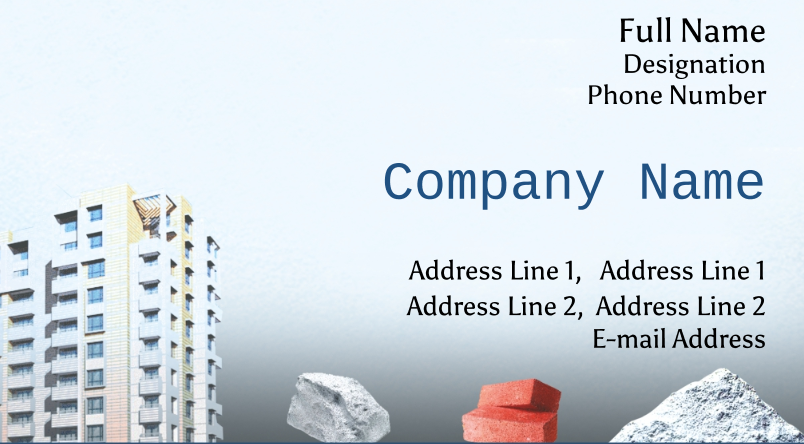 Full Name
Designation
Phone Number
Company Name
Address Line 1, Address Line 1
Address Line 2, Address Line 2
E-mail Address